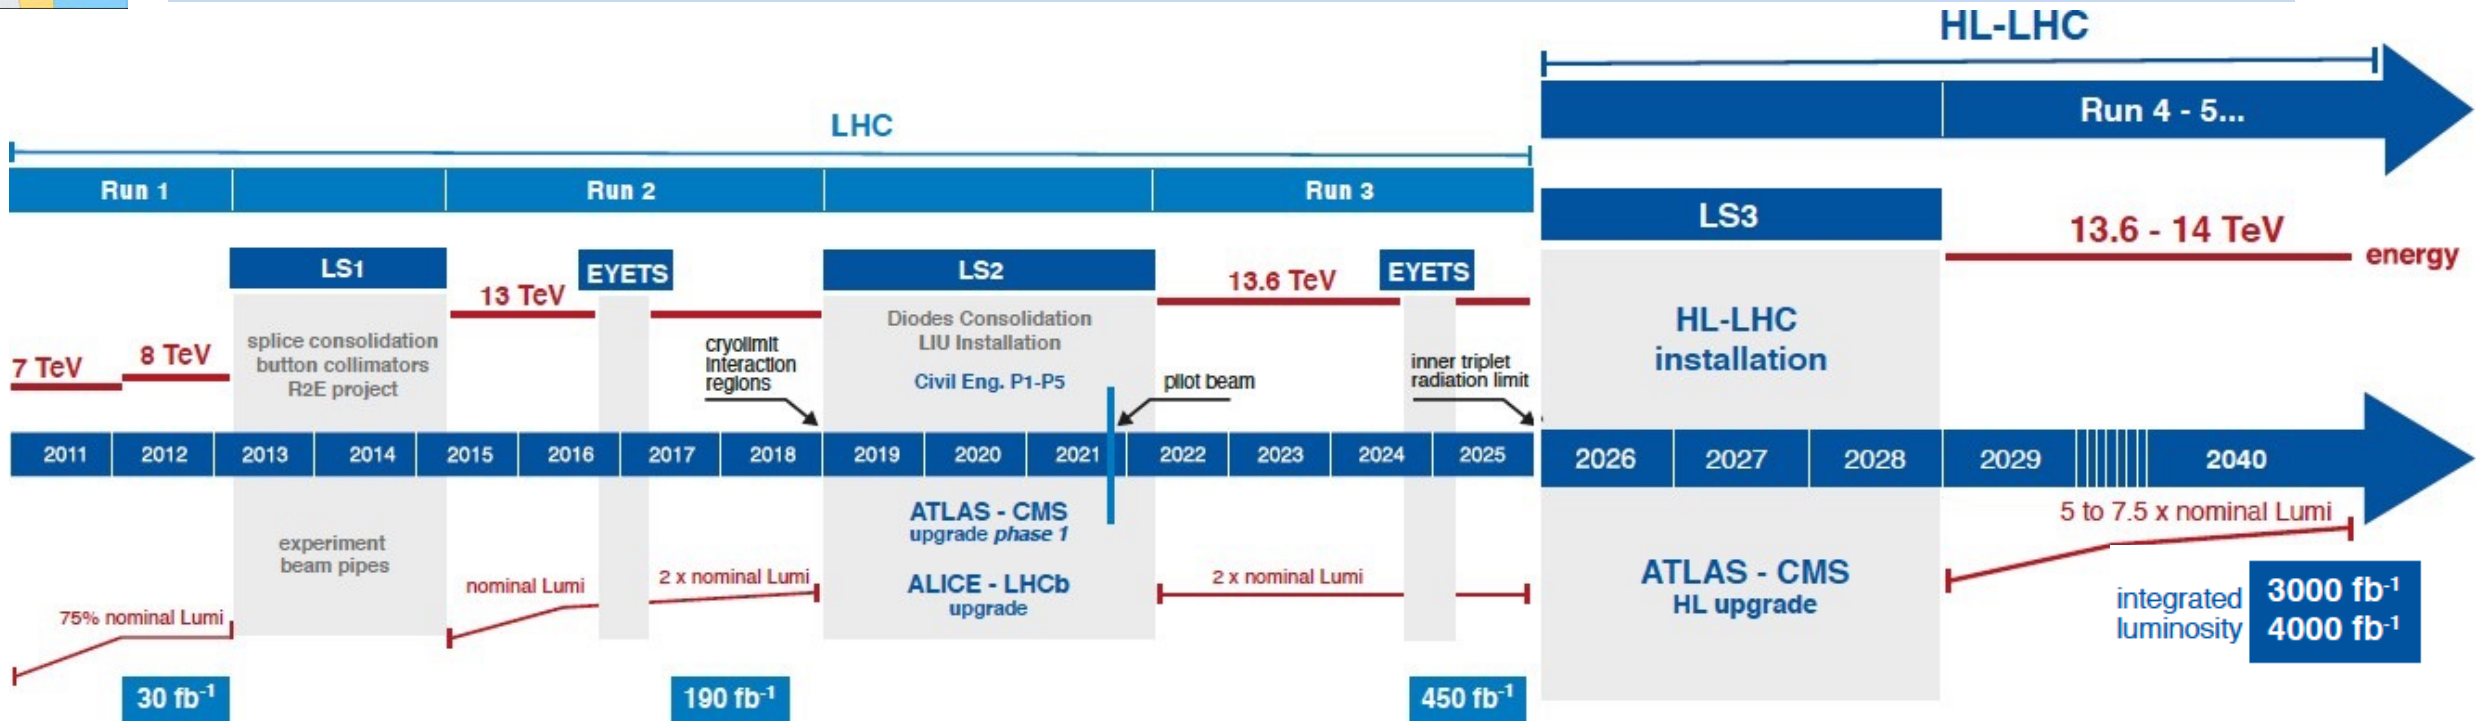 HL-LHC
Run 4 - 5...
LHC
Run 1
Run 2
Run 3
LS1
EYETS
LS2
EYETS
LS3
13.6 - 14 TeV
energy
7 TeV
8 TeV
13 TeV
13.6 TeV
splice consolidation
button collimators
R2E project
cryolimit
interaction
regions
Diodes Consolidation
LIU Installation
Civil Eng. P1-P5
pilot beam
inner triplet
radiation limit
HL-LHC
installation
2011
2012
2013
2014
2015
2016
2017
2018
2019
2020
2021
2022
2023
2024
2025
2026
2027
2028
2029
2040
experiment
beam pipes
ATLAS - CMS
upgrade phase 1
ALICE - LHCb
upgrade
ATLAS - CMS
HL upgrade
75% nominal Lumi
nominal Lumi
2 x nominal Lumi
2 x nominal Lumi
5 to 7.5 x nominal Lumi
30 fb⁻¹
190 fb⁻¹
450 fb⁻¹
integrated
luminosity
3000 fb⁻¹
4000 fb⁻¹